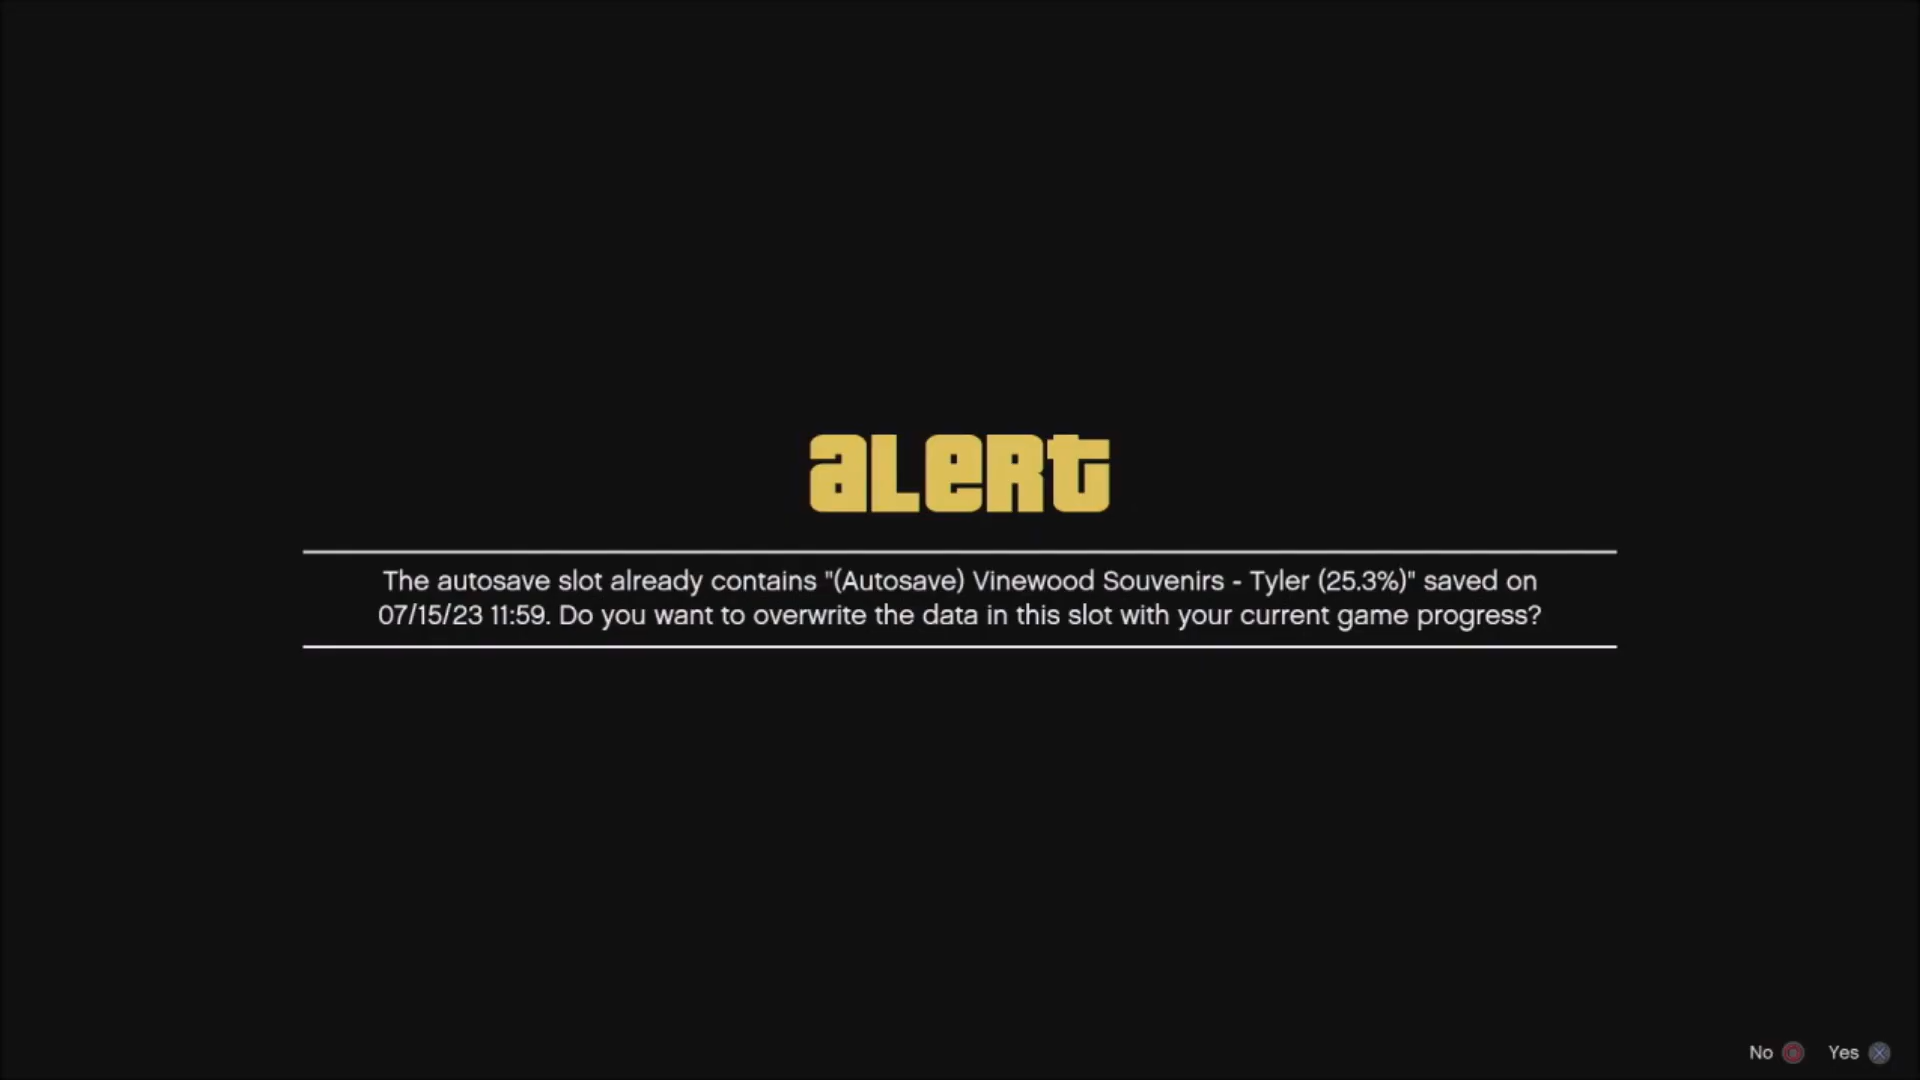 aLeRt
The autosave slot already contains "(Autosave) Vinewood Souvenirs - Tyler (25.3%)" saved on
07/15/23 11:59. Do you want to overwrite the data in this slot with your current game progress?
No Yes